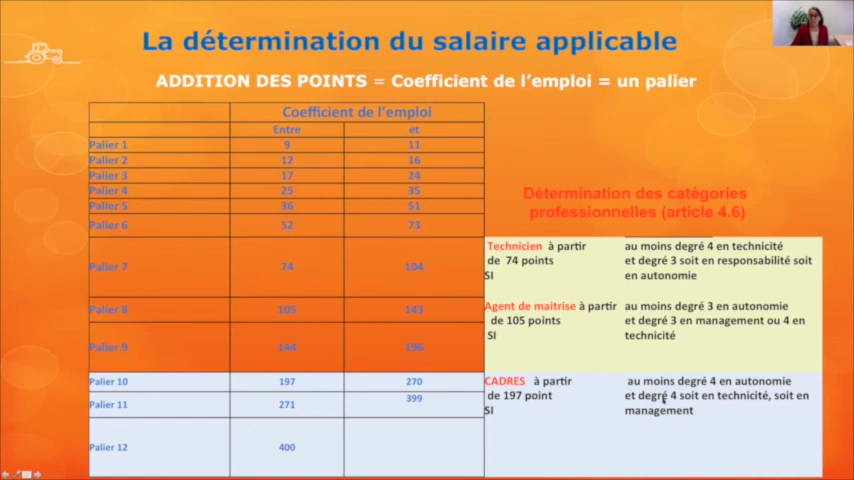 La détermination du salaire applicable
ADDITION DES POINTS = Coefficient de l'emploi = un palier
Coefficient de l'emploi
Entre et
Palier 1 9 11
Palier 2 12 16
Palier 3 17 24
Palier 4 25 35
Palier 5 36 51
Palier 6 52 73
Palier 7 74 104
Palier 8 105 143
Palier 9 144 196
Palier 10 197 270
Palier 11 271 399
Palier 12 400
Détermination des catégories
professionnelles (article 4.6)
Technicien à partir
de 74 points
SI
au moins degré 4 en technicité
et degré 3 soit en responsabilité soit
en autonomie
Agent de maitrise à partir
de 105 points
SI
au moins degré 3 en autonomie
et degré 3 en management ou 4 en
technicité
CADRES à partir
de 197 point
SI
au moins degré 4 en autonomie
et degré 4 soit en technicité, soit en
management